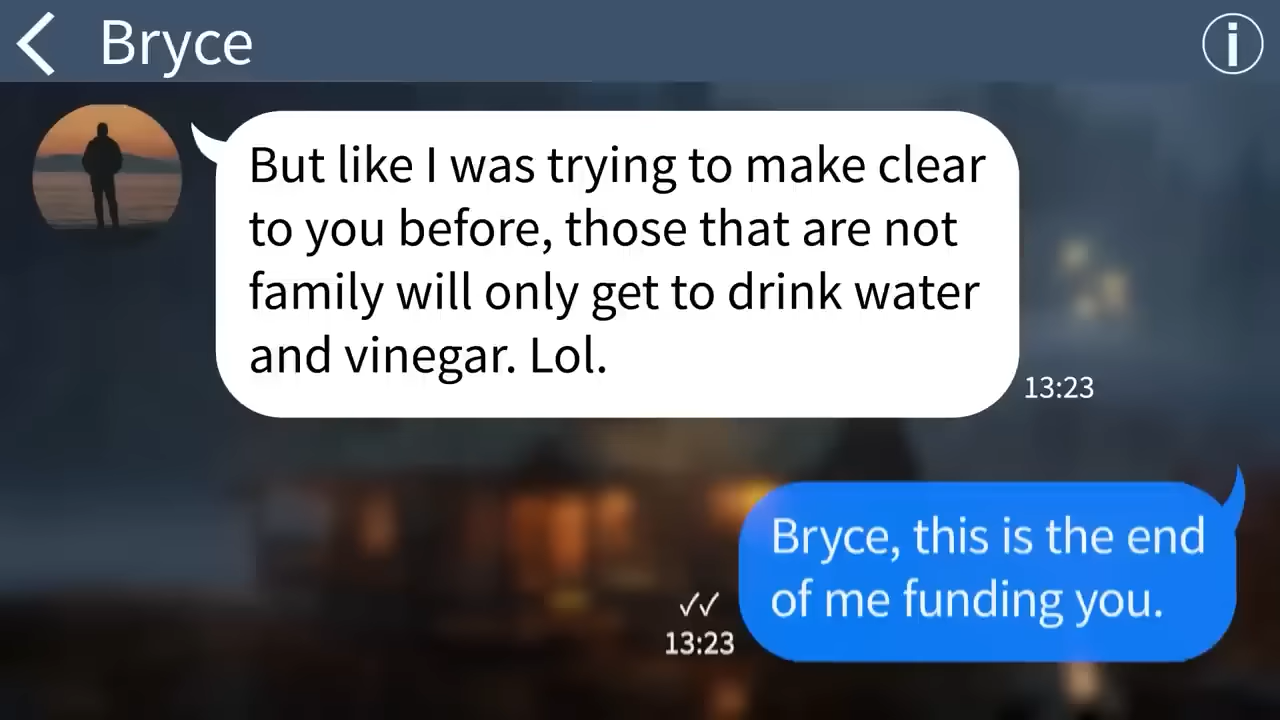 Bryce
But like I was trying to make clear
to you before, those that are not
family will only get to drink water
and vinegar. Lol.
13:23
Bryce, this is the end
of me funding you.
13:23